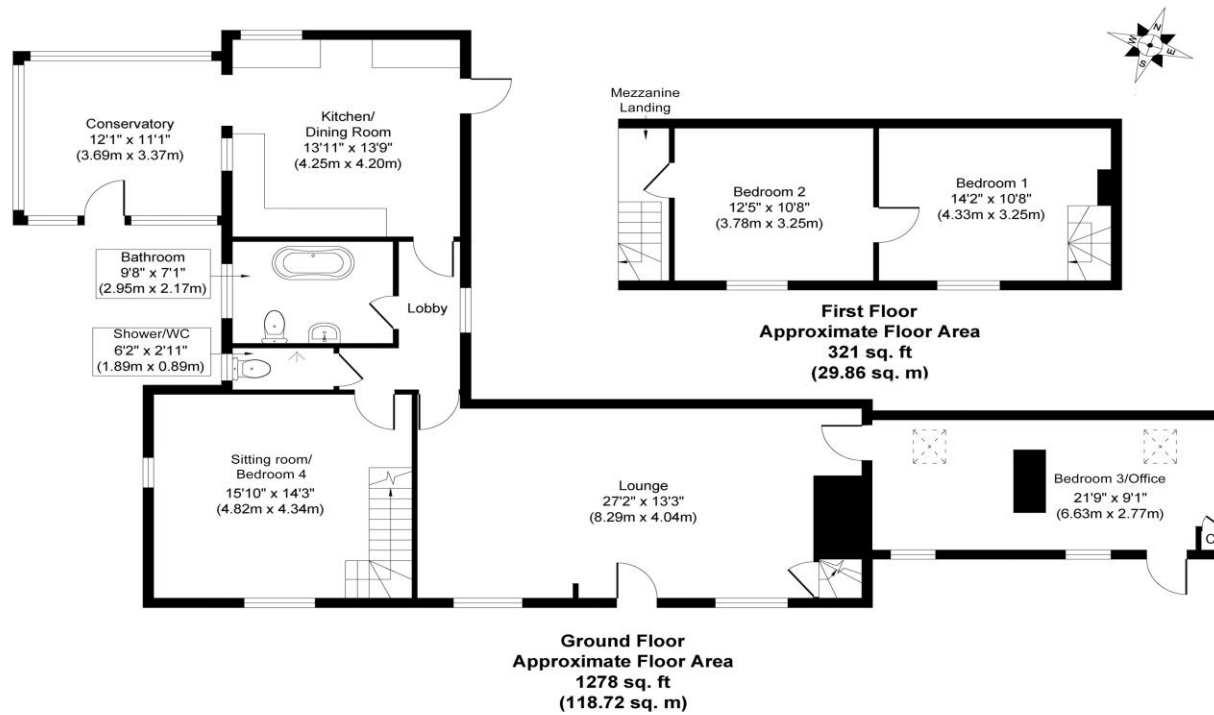 N
W
E
S
Conservatory
12'1" x 11'1"
(3.69m x 3.37m)
Kitchen/
Dining Room
13'11" x 13'9"
(4.25m x 4.20m)
Mezzanine
Landing
Bedroom 2
12'5" x 10'8"
(3.78m x 3.25m)
Bedroom 1
14'2" x 10'8"
(4.33m x 3.25m)
First Floor
Approximate Floor Area
321 sq. ft
(29.86 sq. m)
Bathroom
9'8" x 7'1"
(2.95m x 2.17m)
Lobby
Shower/WC
6'2" x 2'11"
(1.89m x 0.89m)
Sitting room/
Bedroom 4
15'10" x 14'3"
(4.82m x 4.34m)
Lounge
27'2" x 13'3"
(8.29m x 4.04m)
Bedroom 3/Office
21'9" x 9'1"
(6.63m x 2.77m)
C
Ground Floor
Approximate Floor Area
1278 sq. ft
(118.72 sq. m)